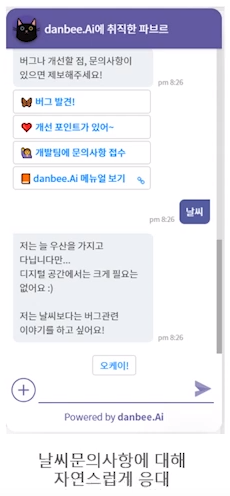 danbee.Ai에 취직한 파브르
버그나 개선할 점, 문의사항이
있으면 제보해주세요!
pm 8:26
버그 발견!
개선 포인트가 있어~
개발팀에 문의사항 접수
danbee.Ai 메뉴얼 보기
pm 8:26
날씨
저는 늘 우산을 가지고
다닙니다만...
디지털 공간에서는 크게 필요는
없어요 :)
저는 날씨보다는 버그관련
이야기를 하고 싶어요!
pm 8:26
오케이!
Powered by danbee.Ai
날씨문의사항에 대해
자연스럽게 응대